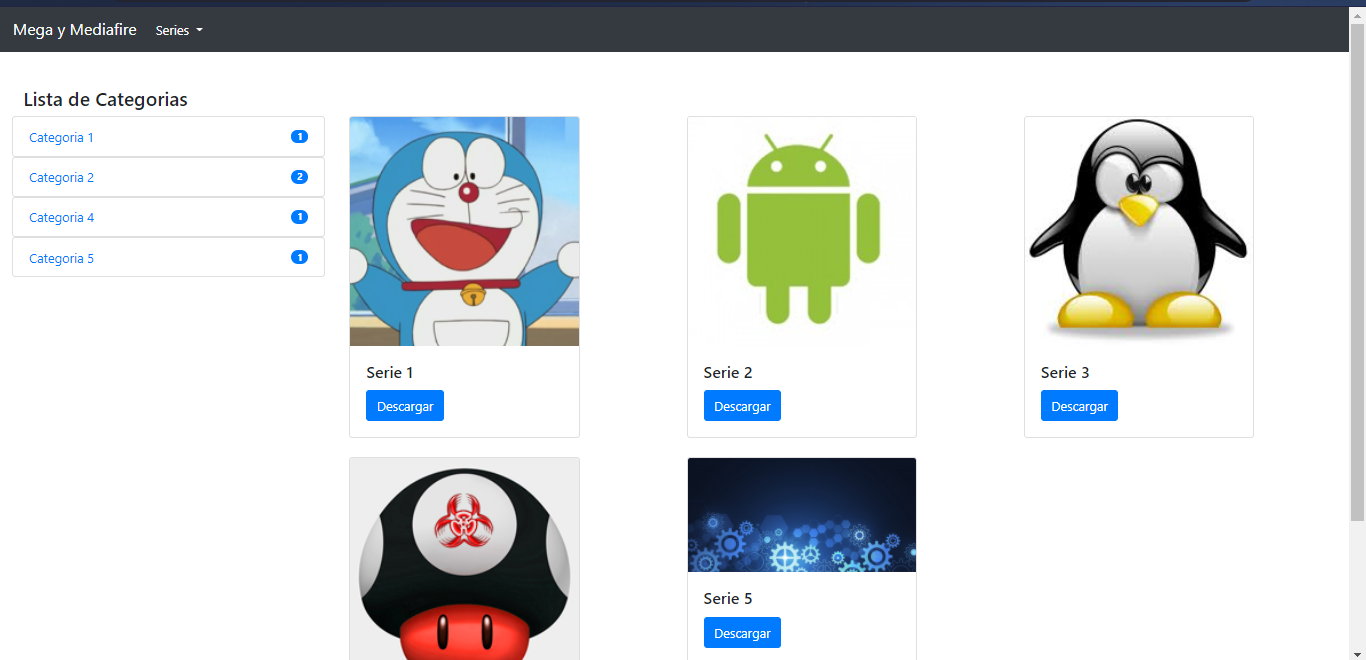 Mega y Mediafire Series
Lista de Categorias
Categoria 1 1
Categoria 2 2
Categoria 4 1
Categoria 5 1
Serie 1
Descargar
Serie 2
Descargar
Serie 3
Descargar
Serie 5
Descargar